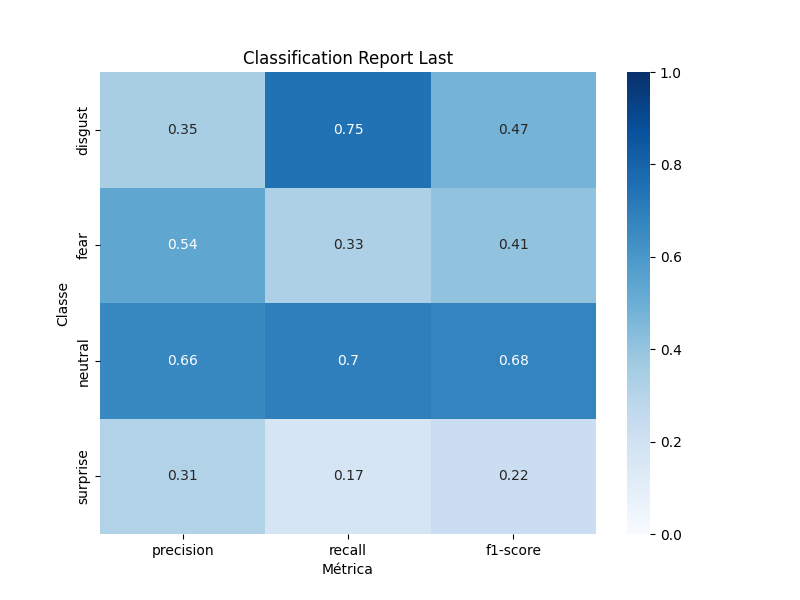 Classification Report Last
Classe
disgust 0.35 0.75 0.47
fear 0.54 0.33 0.41
neutral 0.66 0.7 0.68
surprise 0.31 0.17 0.22
precision recall f1-score
Métrica
1.0
0.8
0.6
0.4
0.2
0.0